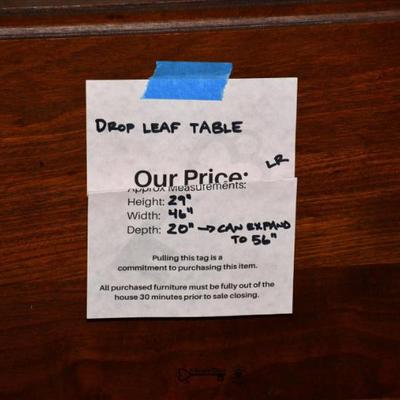 DROP LEAF TABLE
LR
Our Price:
Approx Measurements:
Height: 29"
Width: 46"
Depth: 20" → CAN EXPAND
TO 56"
Pulling this tag is a
commitment to purchasing this item.
All purchased furniture must be fully out of the
house 30 minutes prior to sale closing.